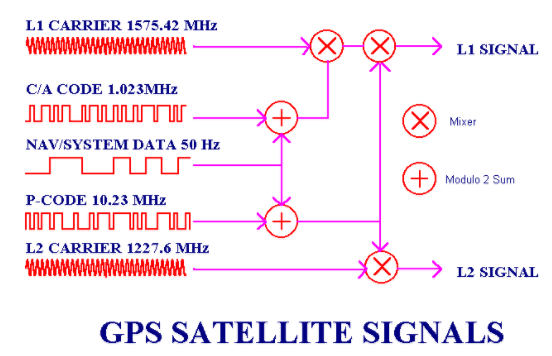 L1 CARRIER 1575.42 MHz
L1 SIGNAL
C/A CODE 1.023MHz
Mixer
NAV/SYSTEM DATA 50 Hz
Modulo 2 Sum
P-CODE 10.23 MHz
L2 CARRIER 1227.6 MHz
L2 SIGNAL
GPS SATELLITE SIGNALS